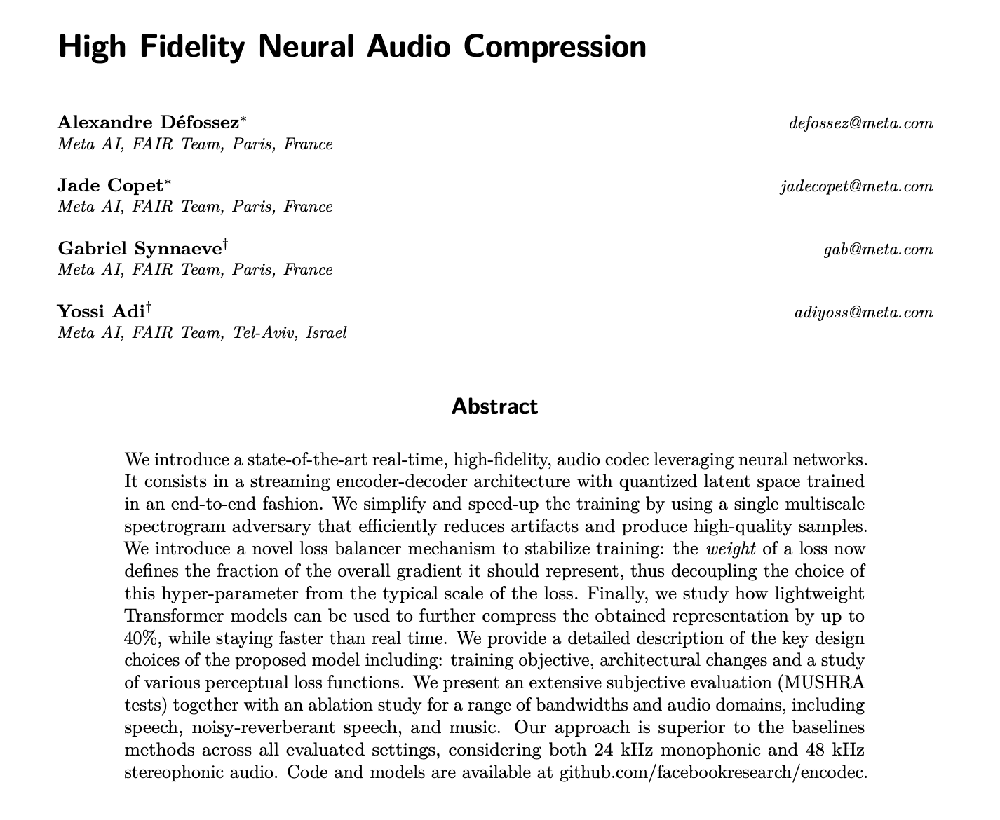 High Fidelity Neural Audio Compression
Alexandre Défossez* defossez@meta.com
Meta AI, FAIR Team, Paris, France
Jade Copet* jadecopet@meta.com
Meta AI, FAIR Team, Paris, France
Gabriel Synnaeve† gab@meta.com
Meta AI, FAIR Team, Paris, France
Yossi Adi† adiyoss@meta.com
Meta AI, FAIR Team, Tel-Aviv, Israel
Abstract
We introduce a state-of-the-art real-time, high-fidelity, audio codec leveraging neural networks.
It consists in a streaming encoder-decoder architecture with quantized latent space trained
in an end-to-end fashion. We simplify and speed-up the training by using a single multiscale
spectrogram adversary that efficiently reduces artifacts and produce high-quality samples.
We introduce a novel loss balancer mechanism to stabilize training: the weight of a loss now
defines the fraction of the overall gradient it should represent, thus decoupling the choice of
this hyper-parameter from the typical scale of the loss. Finally, we study how lightweight
Transformer models can be used to further compress the obtained representation by up to
40%, while staying faster than real time. We provide a detailed description of the key design
choices of the proposed model including: training objective, architectural changes and a study
of various perceptual loss functions. We present an extensive subjective evaluation (MUSHRA
tests) together with an ablation study for a range of bandwidths and audio domains, including
speech, noisy-reverberant speech, and music. Our approach is superior to the baselines
methods across all evaluated settings, considering both 24 kHz monophonic and 48 kHz
stereophonic audio. Code and models are available at github.com/facebookresearch/encodec.